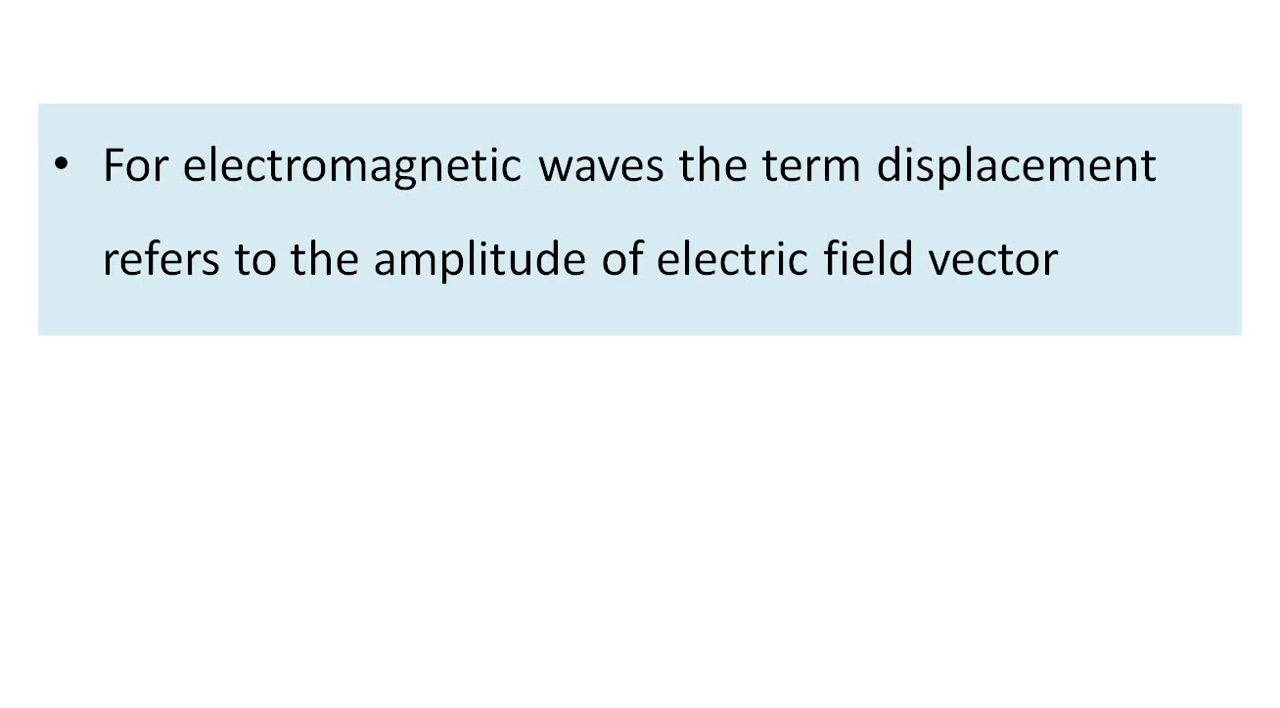 • For electromagnetic waves the term displacement
refers to the amplitude of electric field vector